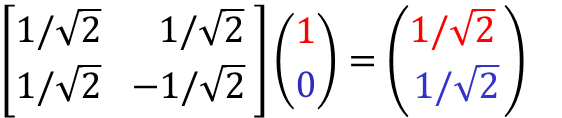 [1/√2 1/√2] (1) = (1/√2)
[1/√2 −1/√2] (0) (1/√2)